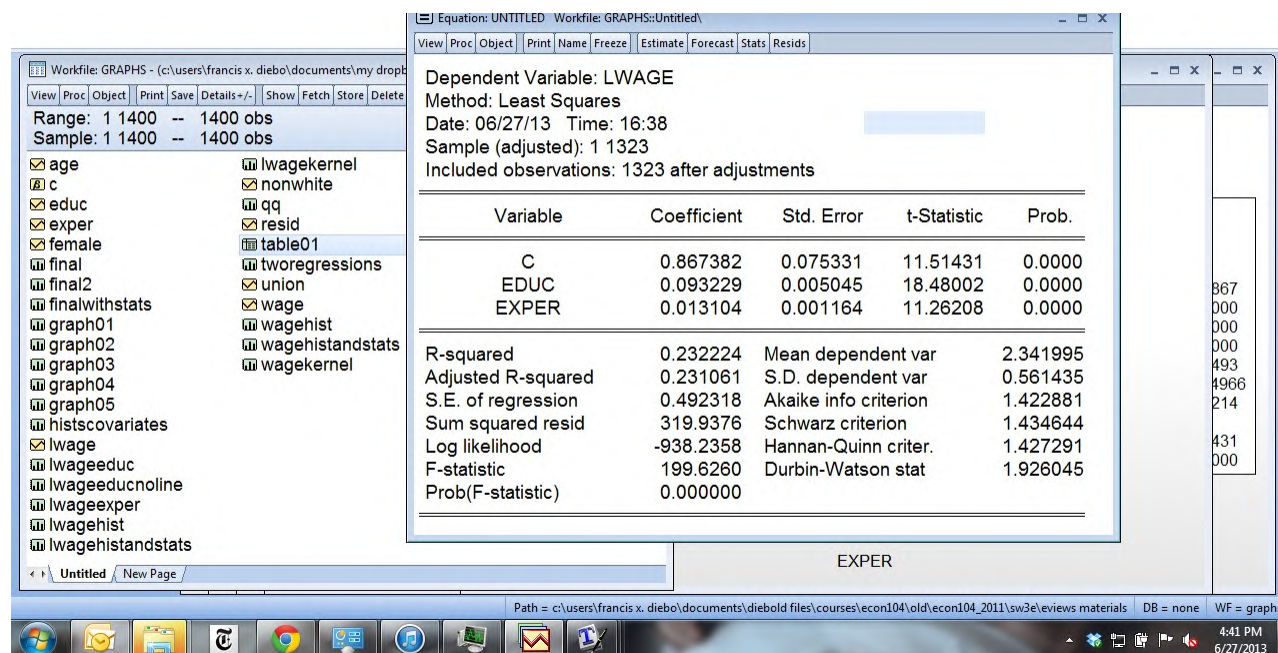 Equation: UNTITLED Workfile: GRAPHS::Untitled\
View Proc Object Print Name Freeze Estimate Forecast Stats Resids
Dependent Variable: LWAGE
Method: Least Squares
Date: 06/27/13 Time: 16:38
Sample (adjusted): 1 1323
Included observations: 1323 after adjustments
Variable Coefficient Std. Error t-Statistic Prob.
C 0.867382 0.075331 11.51431 0.0000
EDUC 0.093229 0.005045 18.48002 0.0000
EXPER 0.013104 0.001164 11.26208 0.0000
R-squared 0.232224 Mean dependent var 2.341995
Adjusted R-squared 0.231061 S.D. dependent var 0.561435
S.E. of regression 0.492318 Akaike info criterion 1.422881
Sum squared resid 319.9376 Schwarz criterion 1.434644
Log likelihood -938.2358 Hannan-Quinn criter. 1.427291
F-statistic 199.6260 Durbin-Watson stat 1.926045
Prob(F-statistic) 0.000000
Workfile: GRAPHS - (c:\users\francis x. diebo\documents\my dropb
View Proc Object Print Save Details+/- Show Fetch Store Delete
Range: 1 1400 -- 1400 obs
Sample: 1 1400 -- 1400 obs
age
c
educ
exper
female
final
final2
finalwithstats
graph01
graph02
graph03
graph04
graph05
histscovariates
lwage
lwageeduc
lwageeducnoline
lwageexper
lwagehist
lwagehistandstats
lwagekernel
nonwhite
qq
resid
table01
tworegressions
union
wage
wagehist
wagehistandstats
wagekernel
Untitled New Page
867
000
000
000
493
4966
214
431
000
EXPER
Path = c:\users\francis x. diebo\documents\diebold files\courses\econ104\old\econ104_2011\sw3e\eviews materials DB = none WF = graph
4:41 PM
6/27/2013